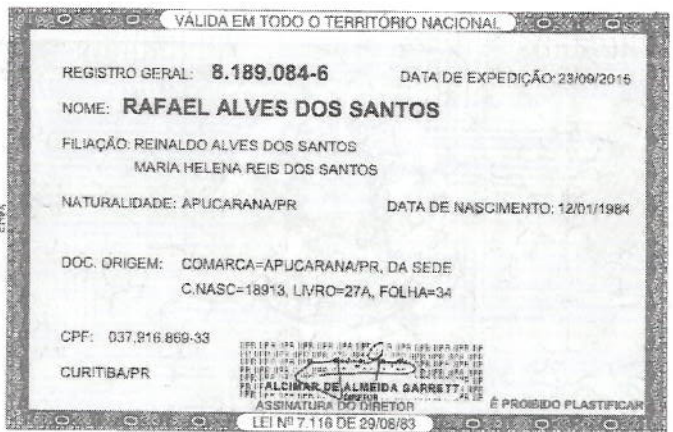 VÁLIDA EM TODO O TERRITÓRIO NACIONAL
REGISTRO GERAL: 8.189.084-6 DATA DE EXPEDIÇÃO: 23/09/2015
NOME: RAFAEL ALVES DOS SANTOS
FILIAÇÃO: REINALDO ALVES DOS SANTOS
MARIA HELENA REIS DOS SANTOS
NATURALIDADE: APUCARANA/PR DATA DE NASCIMENTO: 12/01/1984
DOC. ORIGEM: COMARCA=APUCARANA/PR, DA SEDE
C.NASC=18913, LIVRO=27A, FOLHA=34
CPF: 037.916.869-33
CURITIBA/PR
ALCIMAR DE ALMEIDA GARRETT
DIRETOR
ASSINATURA DO DIRETOR É PROIBIDO PLASTIFICAR
LEI Nº 7.116 DE 29/08/83